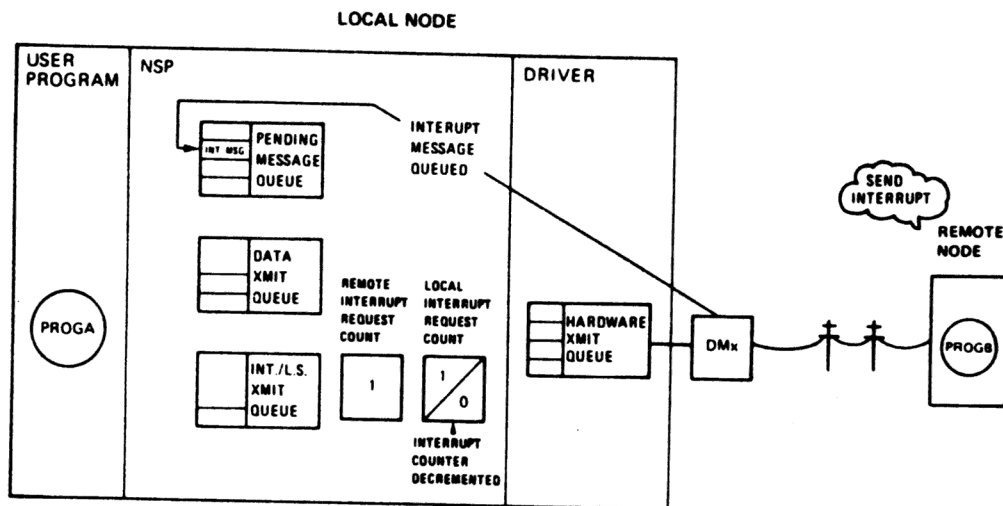 LOCAL NODE
USER
PROGRAM
NSP
DRIVER
INT MSG
PENDING
MESSAGE
QUEUE
INTERUPT
MESSAGE
QUEUED
SEND
INTERRUPT
REMOTE
NODE
DATA
XMIT
QUEUE
REMOTE
INTERRUPT
REQUEST
COUNT
LOCAL
INTERRUPT
REQUEST
COUNT
PROGA
HARDWARE
XMIT
QUEUE
DMx
PROGB
INT./L.S.
XMIT
QUEUE
1
1
0
INTERRUPT
COUNTER
DECREMENTED